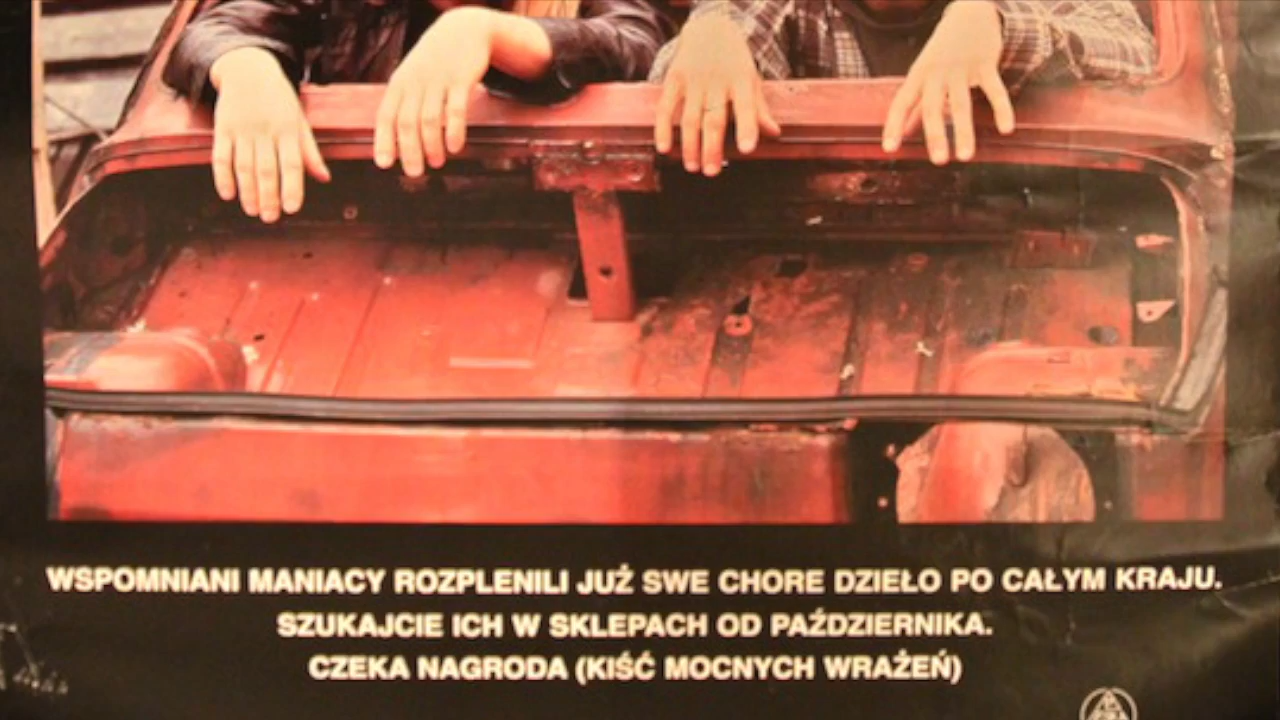 WSPOMNIANI MANIACY ROZPLENILI JUŻ SWE CHORE DZIEŁO PO CAŁYM KRAJU.
SZUKAJCIE ICH W SKLEPACH OD PAŹDZIERNIKA.
CZEKA NAGRODA (KIŚĆ MOCNYCH WRAŻEŃ)